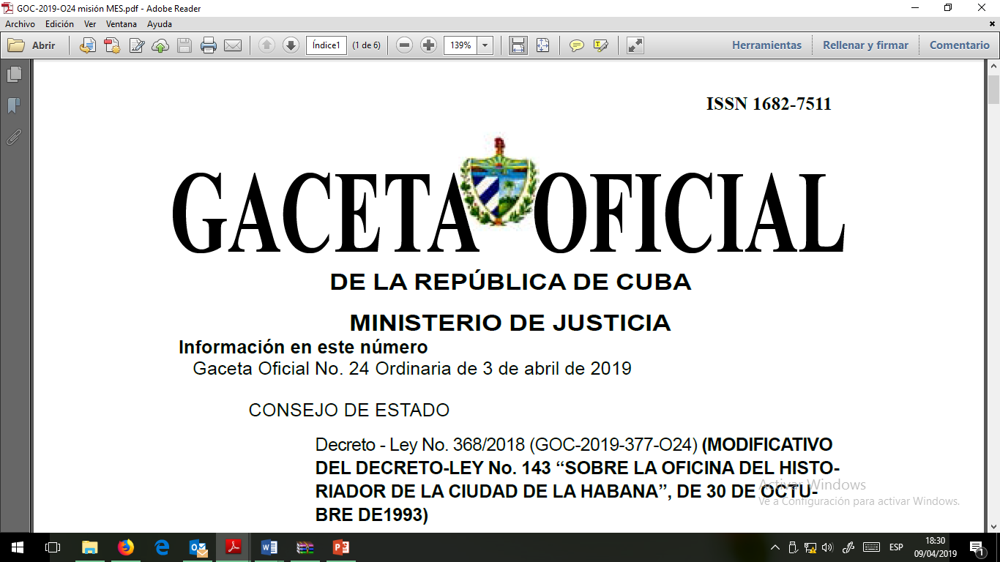 GOC-2019-O24 misión MES.pdf - Adobe Reader
Archivo Edición Ver Ventana Ayuda
Abrir Índice1 (1 de 6) 139% Herramientas Rellenar y firmar Comentario
ISSN 1682-7511
GACETA OFICIAL
DE LA REPÚBLICA DE CUBA
MINISTERIO DE JUSTICIA
Información en este número
Gaceta Oficial No. 24 Ordinaria de 3 de abril de 2019
CONSEJO DE ESTADO
Decreto - Ley No. 368/2018 (GOC-2019-377-O24) (MODIFICATIVO
DEL DECRETO-LEY No. 143 “SOBRE LA OFICINA DEL HISTO-
RIADOR DE LA CIUDAD DE LA HABANA”, DE 30 DE OCTU-
BRE DE1993)
Activar Windows
Ve a Configuración para activar Windows.
ESP
18:30
09/04/2019
1